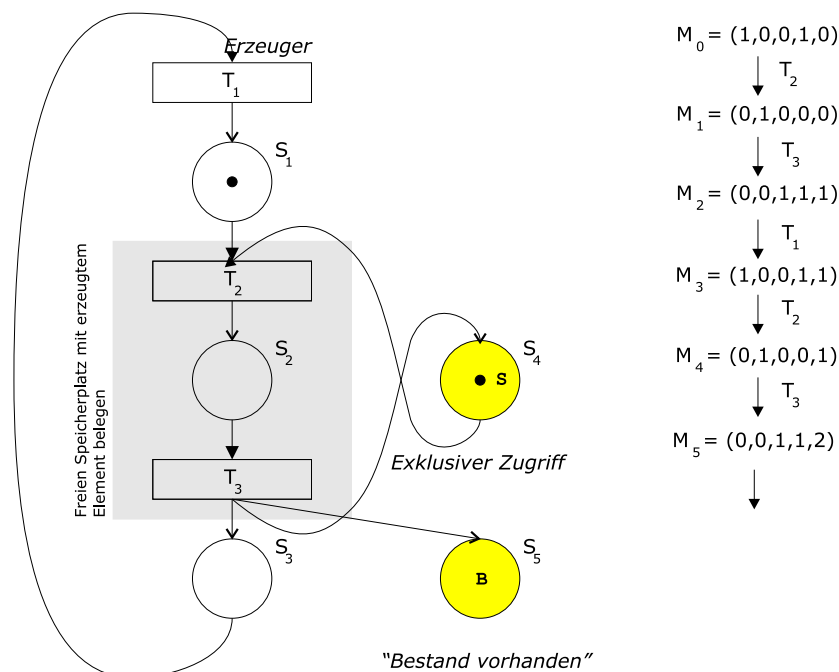 Erzeuger
T1
S1
Freien Speicherplatz mit erzeugtem
Element belegen
T2
S2
T3
S3
S4
S
Exklusiver Zugriff
S5
B
“Bestand vorhanden”
M0 = (1,0,0,1,0)
T2
M1 = (0,1,0,0,0)
T3
M2 = (0,0,1,1,1)
T1
M3 = (1,0,0,1,1)
T2
M4 = (0,1,0,0,1)
T3
M5 = (0,0,1,1,2)